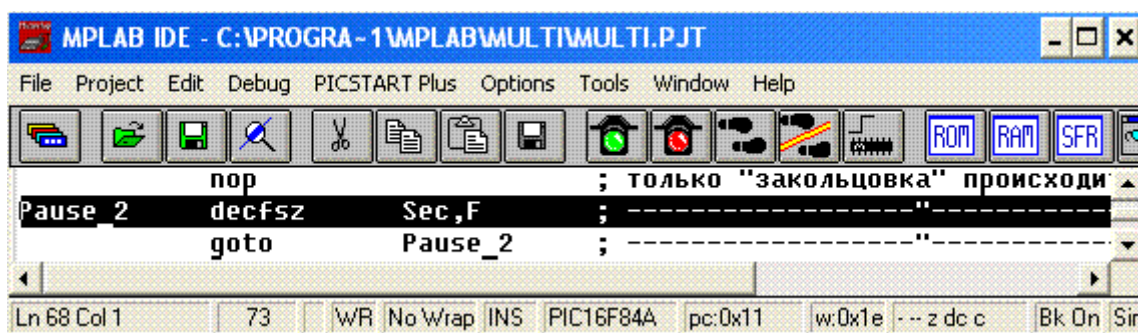 MPLAB IDE - C:\PROGRA~1\MPLAB\MULTI\MULTI.PJT
File Project Edit Debug PICSTART Plus Options Tools Window Help
ROM RAM SFR
nop ; только "закольцовка" происходи
Pause_2 decfsz Sec,F ; ------------------"-----------
goto Pause_2 ; ------------------"-----------
Ln 68 Col 1 73 WR No Wrap INS PIC16F84A pc:0x11 w:0x1e - -- z dc c Bk On Sir